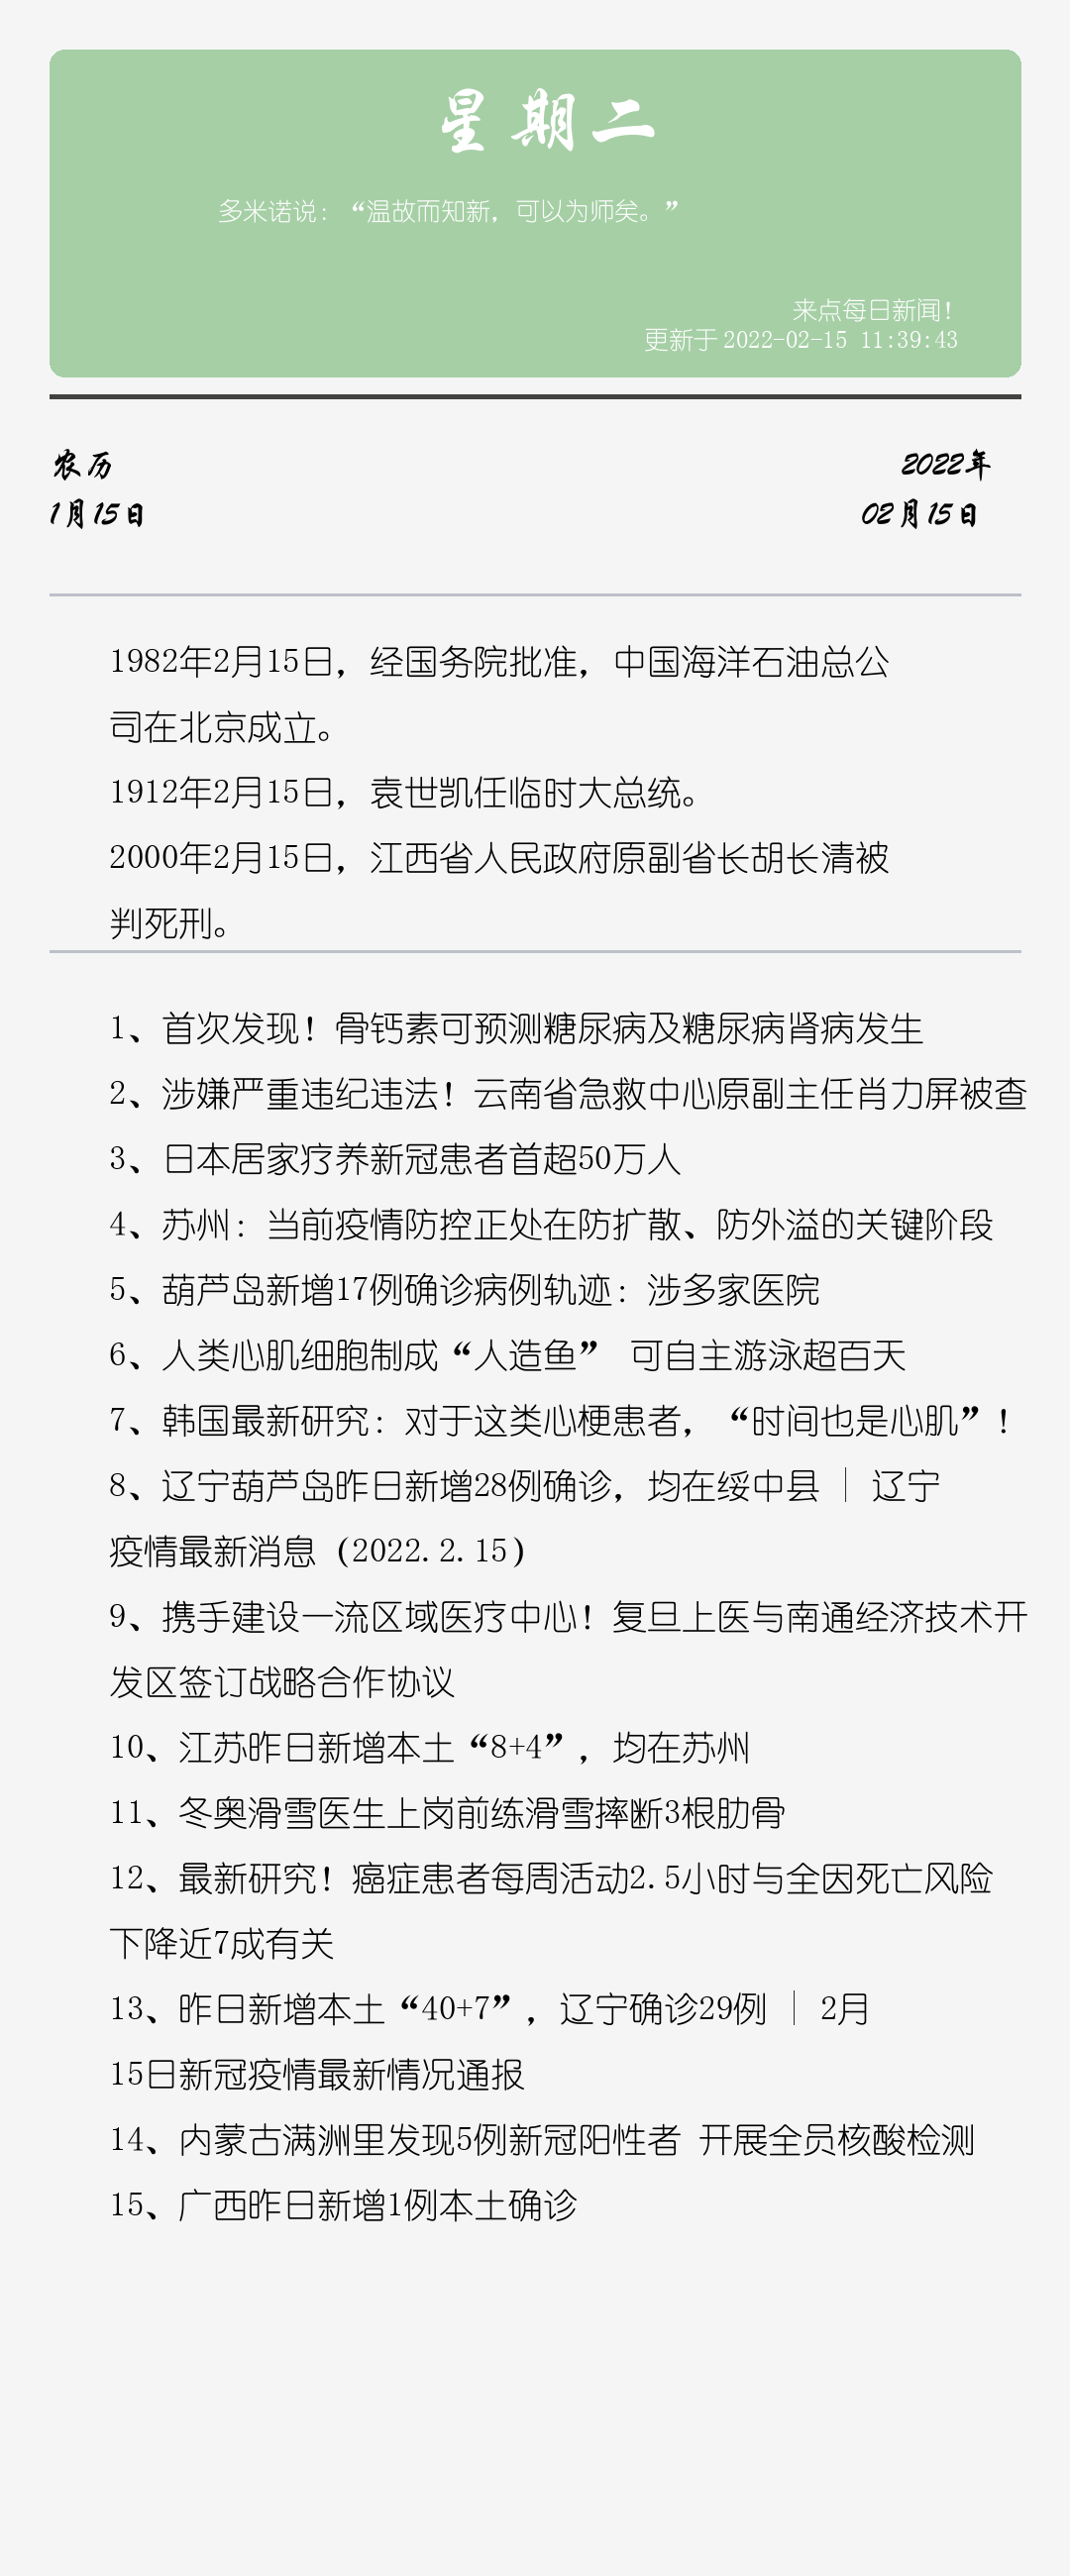 星期二
多米诺说：“温故而知新，可以为师矣。”
来点每日新闻！
更新于 2022-02-15 11:39:43
农历
2022年
1月15日
02月15日
1982年2月15日，经国务院批准，中国海洋石油总公
司在北京成立。
1912年2月15日，袁世凯任临时大总统。
2000年2月15日，江西省人民政府原副省长胡长清被
判死刑。
1、首次发现！骨钙素可预测糖尿病及糖尿病肾病发生
2、涉嫌严重违纪违法！云南省急救中心原副主任肖力屏被查
3、日本居家疗养新冠患者首超50万人
4、苏州：当前疫情防控正处在防扩散、防外溢的关键阶段
5、葫芦岛新增17例确诊病例轨迹：涉多家医院
6、人类心肌细胞制成“人造鱼” 可自主游泳超百天
7、韩国最新研究：对于这类心梗患者，“时间也是心肌”！
8、辽宁葫芦岛昨日新增28例确诊，均在绥中县 | 辽宁
疫情最新消息（2022.2.15）
9、携手建设一流区域医疗中心！复旦上医与南通经济技术开
发区签订战略合作协议
10、江苏昨日新增本土“8+4”，均在苏州
11、冬奥滑雪医生上岗前练滑雪摔断3根肋骨
12、最新研究！癌症患者每周活动2.5小时与全因死亡风险
下降近7成有关
13、昨日新增本土“40+7”，辽宁确诊29例 | 2月
15日新冠疫情最新情况通报
14、内蒙古满洲里发现5例新冠阳性者 开展全员核酸检测
15、广西昨日新增1例本土确诊